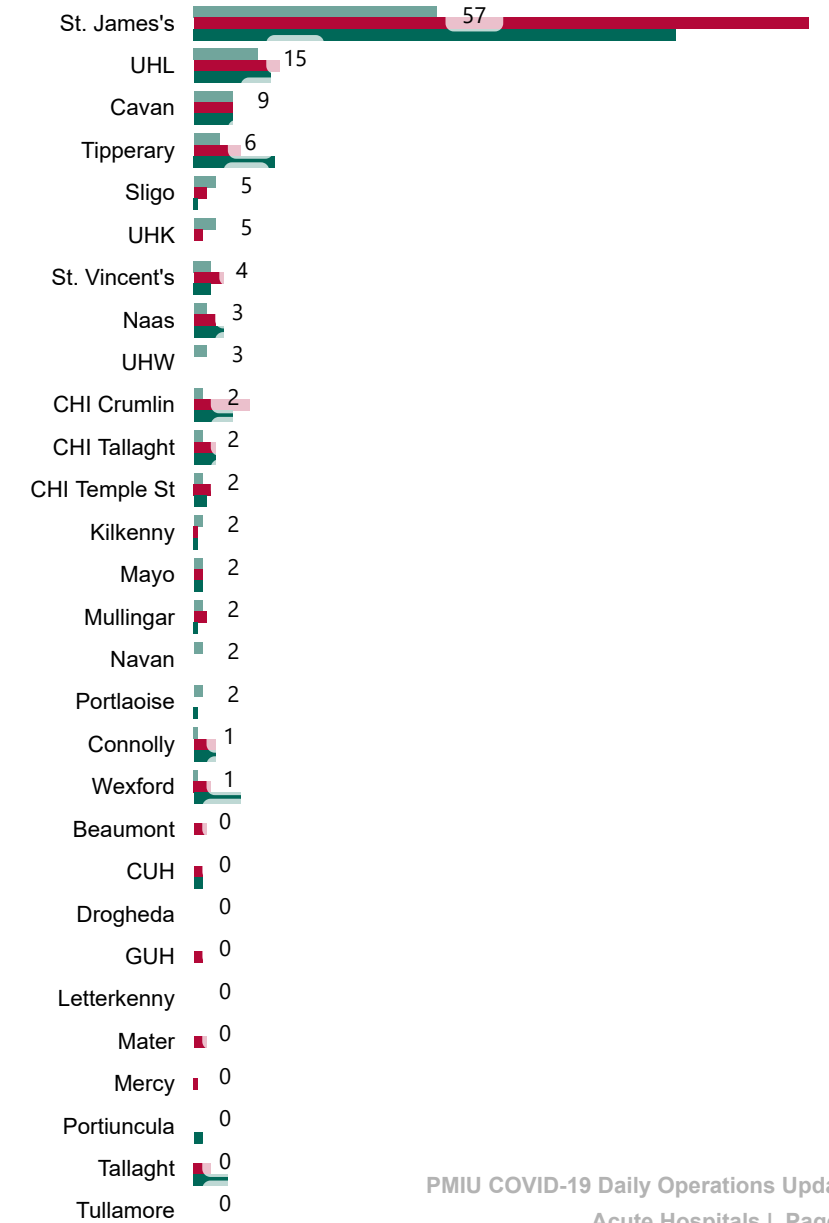 St. James's 57
UHL 15
Cavan 9
Tipperary 6
Sligo 5
UHK 5
St. Vincent's 4
Naas 3
UHW 3
CHI Crumlin 2
CHI Tallaght 2
CHI Temple St 2
Kilkenny 2
Mayo 2
Mullingar 2
Navan 2
Portlaoise 2
Connolly 1
Wexford 1
Beaumont 0
CUH 0
Drogheda 0
GUH 0
Letterkenny 0
Mater 0
Mercy 0
Portiuncula 0
Tallaght 0
Tullamore 0
PMIU COVID-19 Daily Operations Upda
Acute Hospitals | Page